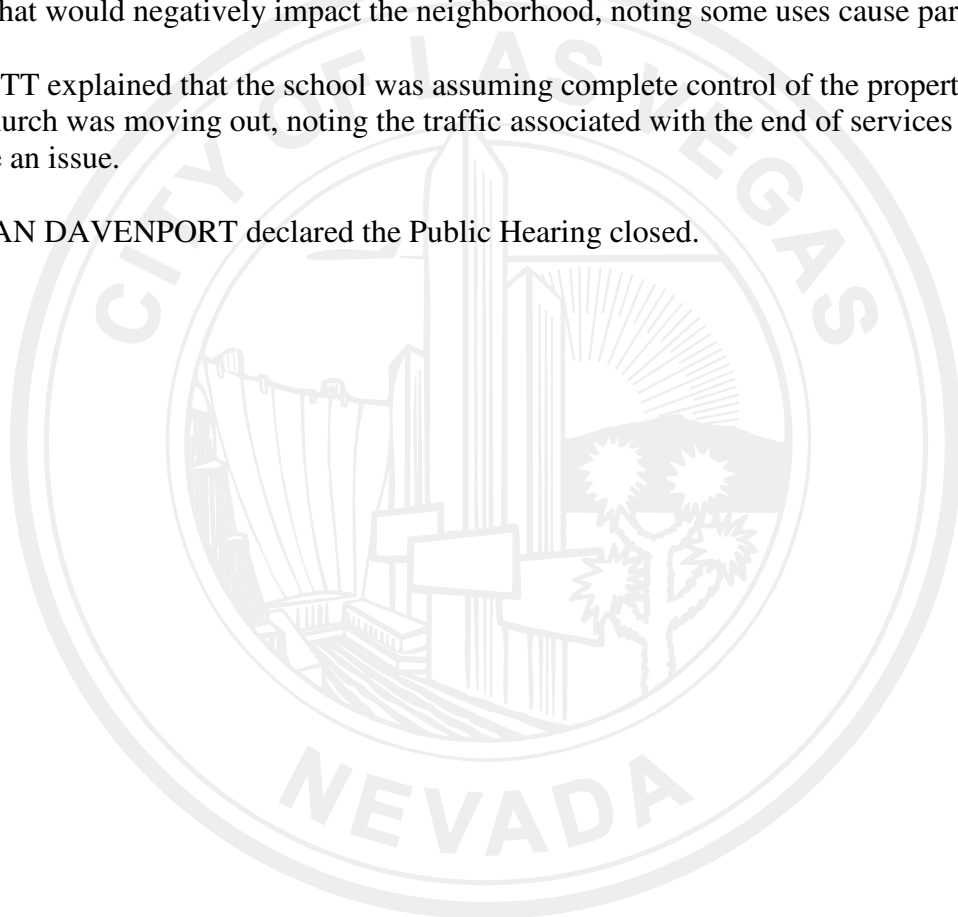 hat would negatively impact the neighborhood, noting some uses cause par
TT explained that the school was assuming complete control of the propert
urch was moving out, noting the traffic associated with the end of services
an issue.
AN DAVENPORT declared the Public Hearing closed.
CITY OF LAS VEGAS
NEVADA